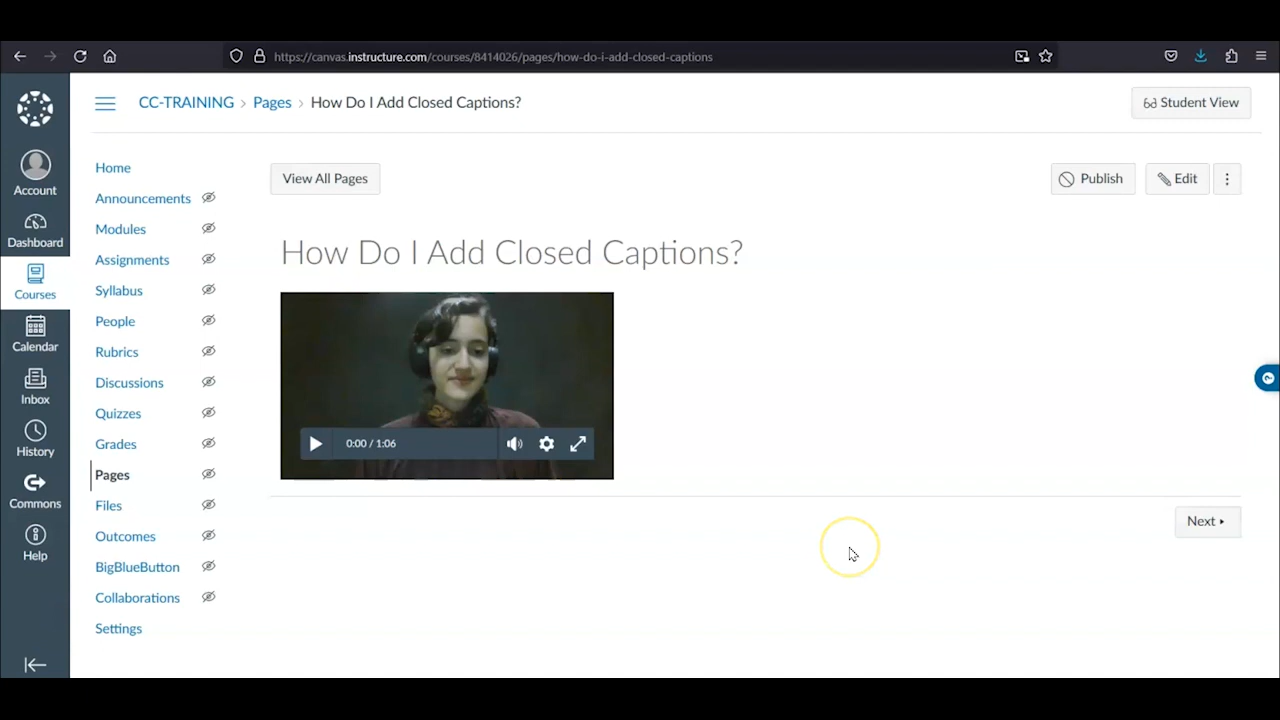 https://canvas.instructure.com/courses/8414026/pages/how-do-i-add-closed-captions
CC-TRAINING › Pages › How Do I Add Closed Captions?
Student View
Account
Dashboard
Courses
Calendar
Inbox
History
Commons
Help
Home
Announcements
Modules
Assignments
Syllabus
People
Rubrics
Discussions
Quizzes
Grades
Pages
Files
Outcomes
BigBlueButton
Collaborations
Settings
View All Pages
Publish
Edit
How Do I Add Closed Captions?
0:00 / 1:06
Next